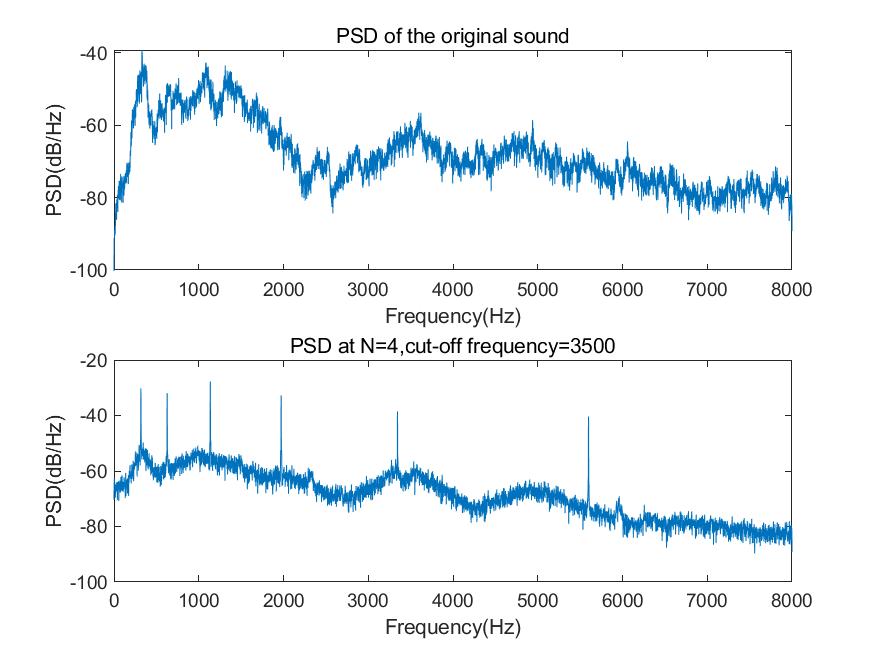 PSD of the original sound
-40
-60
-80
-100
PSD(dB/Hz)
0 1000 2000 3000 4000 5000 6000 7000 8000
Frequency(Hz)
PSD at N=4,cut-off frequency=3500
-20
-40
-60
-80
-100
PSD(dB/Hz)
0 1000 2000 3000 4000 5000 6000 7000 8000
Frequency(Hz)